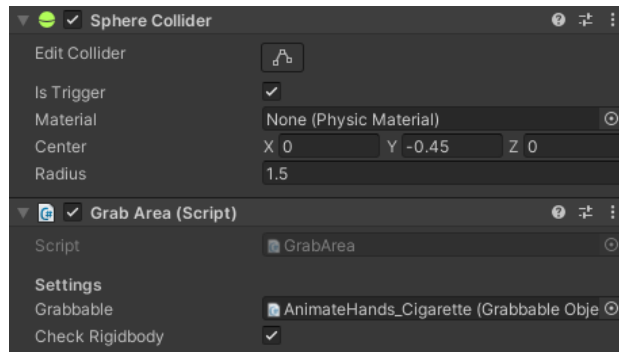 Sphere Collider
Edit Collider
Is Trigger
Material None (Physic Material)
Center X 0 Y -0.45 Z 0
Radius 1.5
Grab Area (Script)
Script GrabArea
Settings
Grabbable AnimateHands_Cigarette (Grabbable Obje
Check Rigidbody